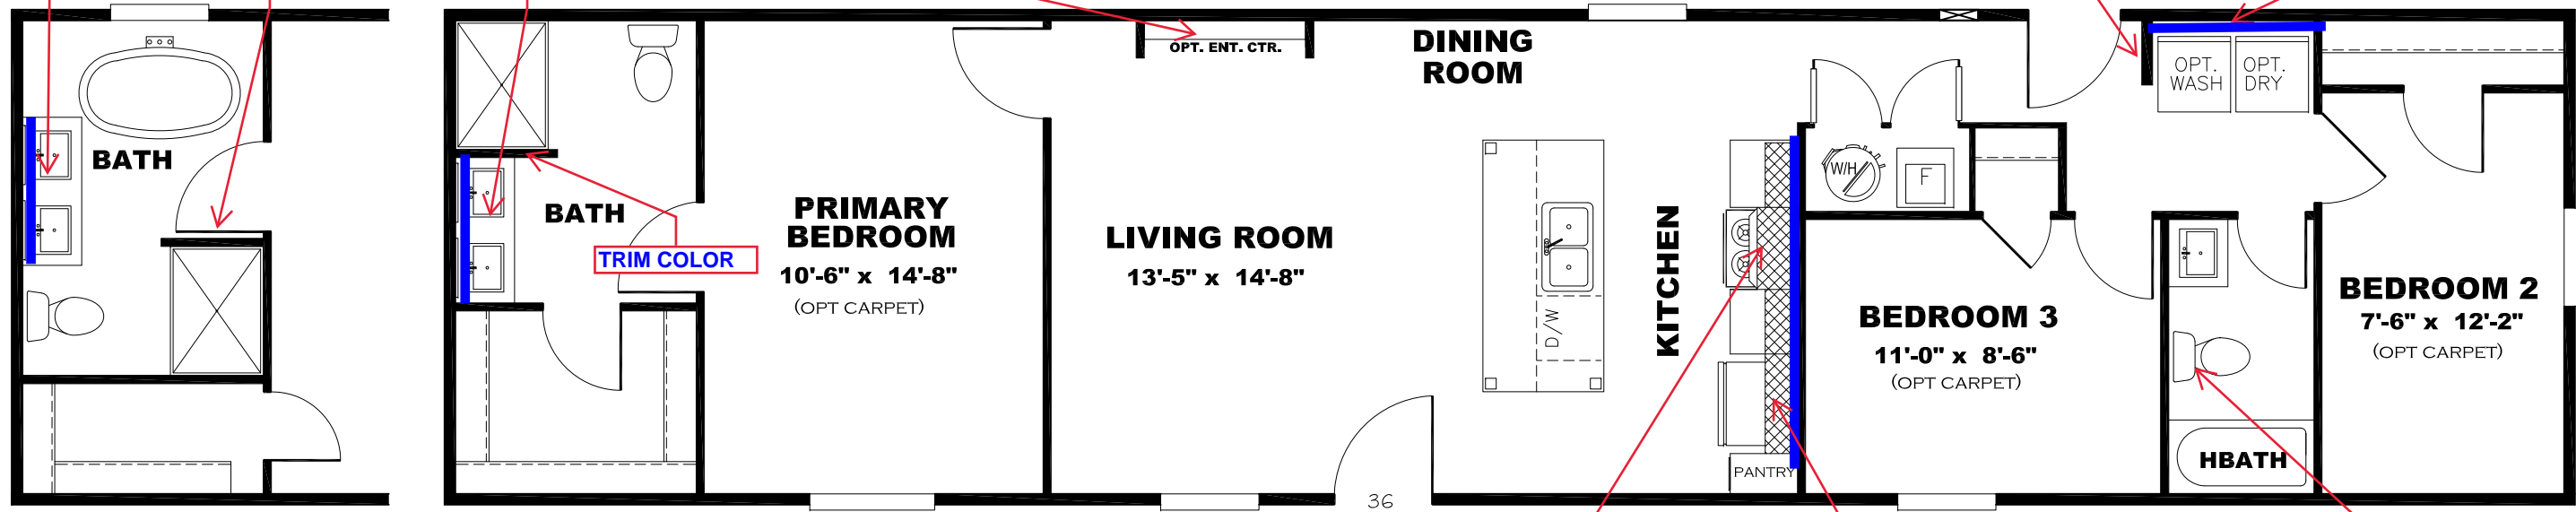 BATH
BATH
TRIM COLOR
PRIMARY
BEDROOM
10'-6" x 14'-8"
(OPT CARPET)
OPT. ENT. CTR.
LIVING ROOM
13'-5" x 14'-8"
DINING
ROOM
D/W
KITCHEN
PANTRY
36
W/H
F
BEDROOM 3
11'-0" x 8'-6"
(OPT CARPET)
OPT.
WASH
OPT.
DRY
HBATH
BEDROOM 2
7'-6" x 12'-2"
(OPT CARPET)